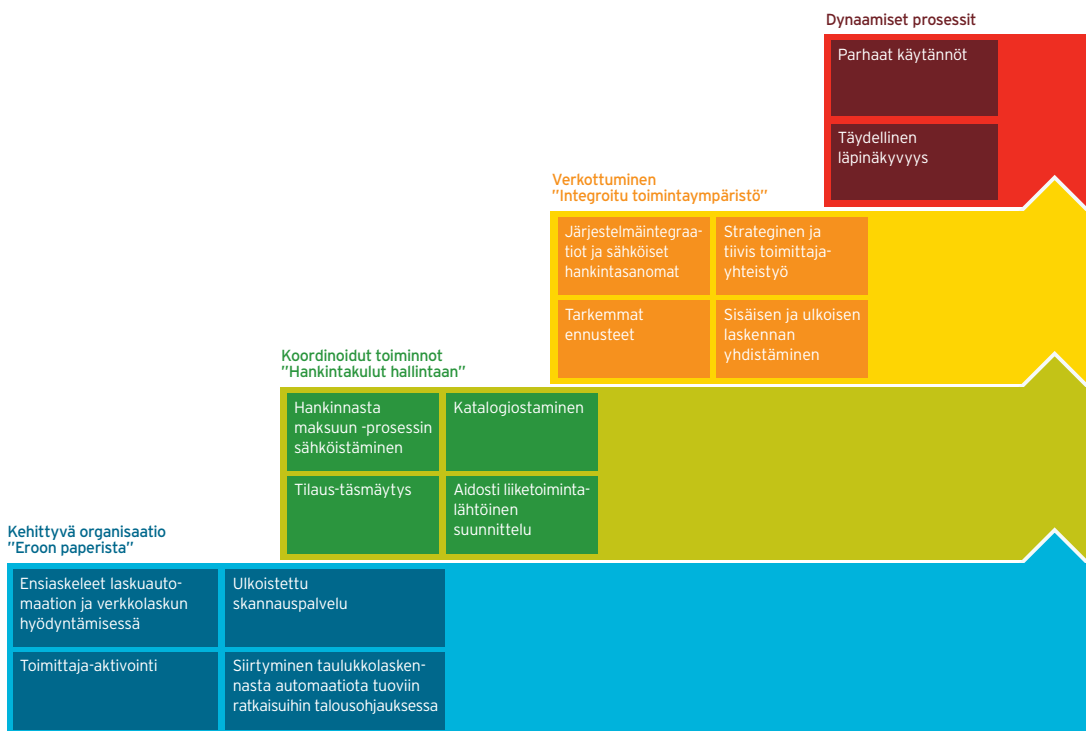 Dynaamiset prosessit
Parhaat käytännöt
Täydellinen
läpinäkyvyys
Verkottuminen
”Integroitu toimintaympäristö”
Järjestelmäintegraa-
tiot ja sähköiset
hankintasanomat
Strateginen ja
tiivis toimittaja-
yhteistyö
Tarkemmat
ennusteet
Sisäisen ja ulkoisen
laskennan
yhdistäminen
Koordinoidut toiminnot
”Hankintakulut hallintaan”
Hankinnasta
maksuun -prosessin
sähköistäminen
Katalogiostaminen
Tilaus-täsmäytys
Aidosti liiketoiminta-
lähtöinen
suunnittelu
Kehittyvä organisaatio
”Eroon paperista”
Ensiaskeleet laskuauto-
maation ja verkkolaskun
hyödyntämisessä
Ulkoistettu
skannauspalvelu
Toimittaja-aktivointi
Siirtyminen taulukkolasken-
nasta automaatiota tuoviin
ratkaisuihin talousohjauksessa